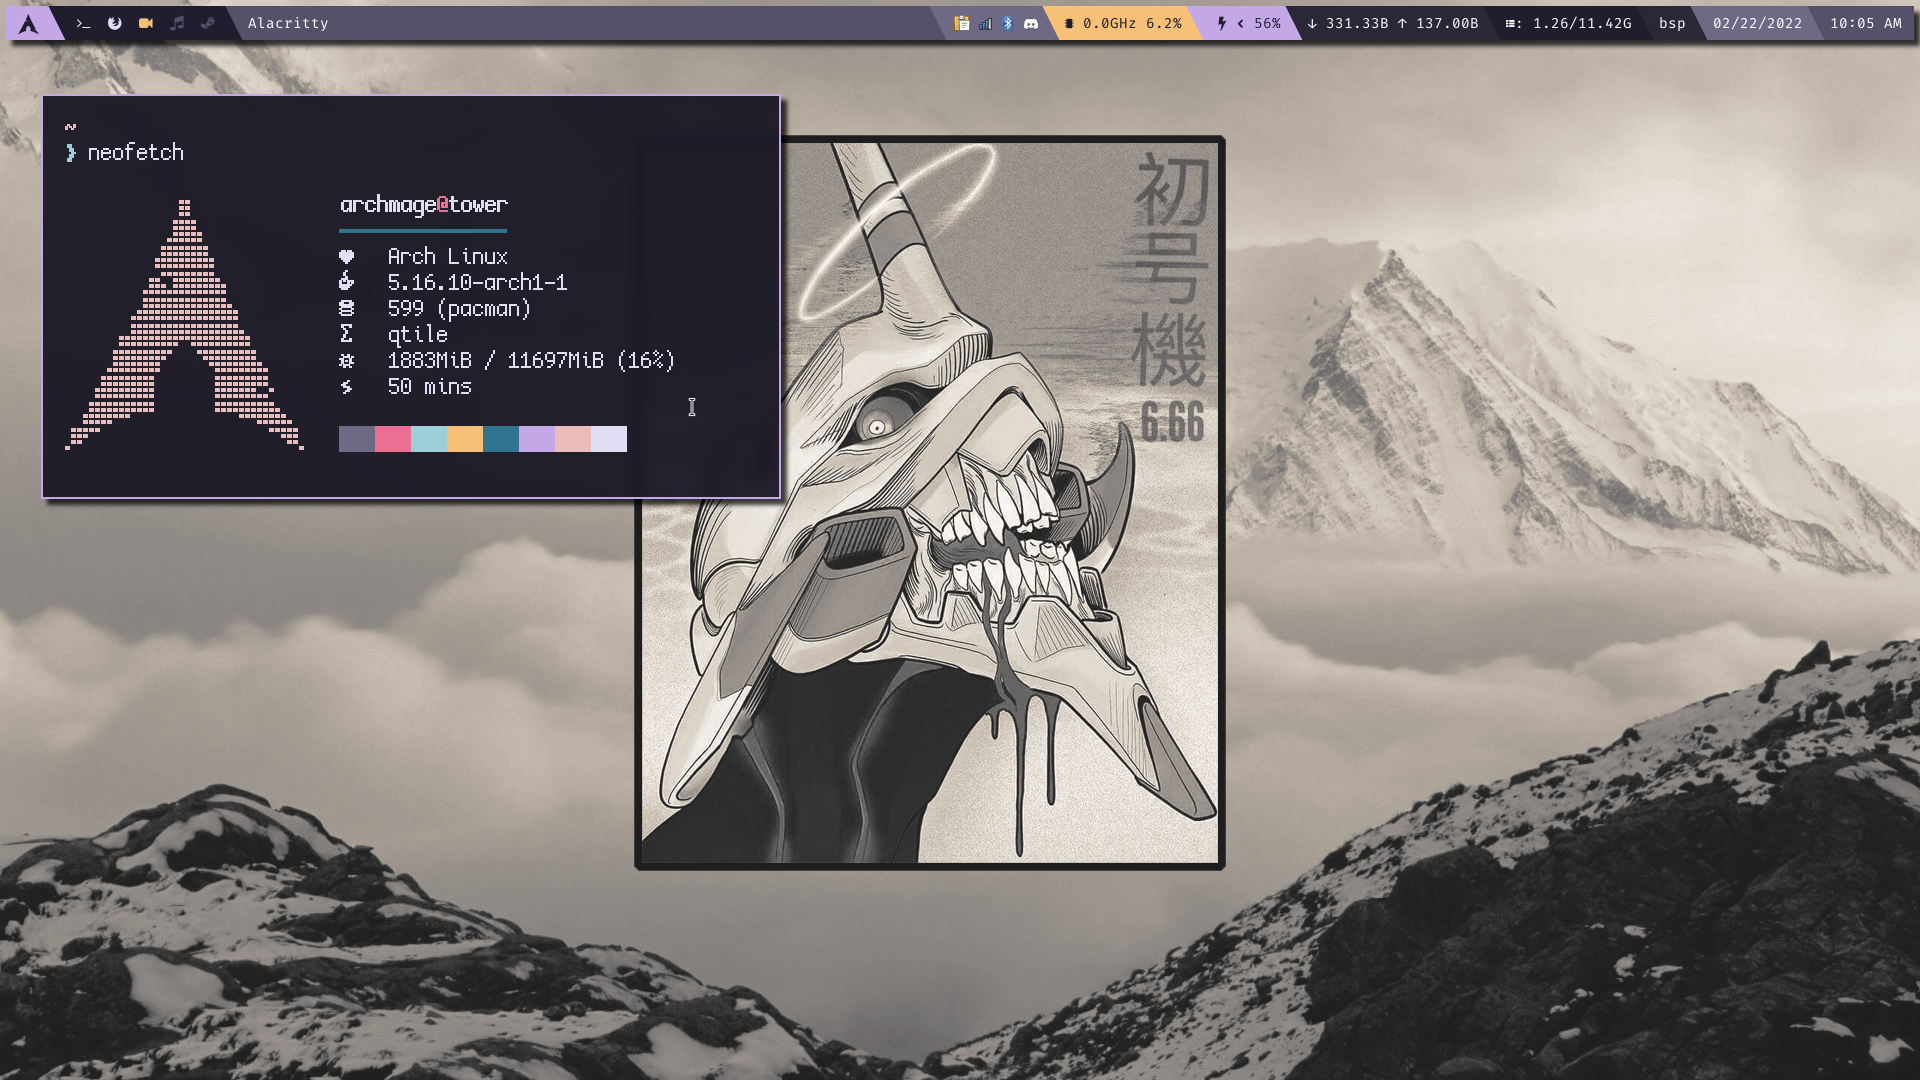 Alacritty
0.0GHz 6.2%
< 56%
↓ 331.33B ↑ 137.00B
1.26/11.42G
bsp
02/22/2022
10:05 AM
~
❯ neofetch
archmage@tower
Arch Linux
5.16.10-arch1-1
599 (pacman)
qtile
1883MiB / 11697MiB (16%)
50 mins
初号機
6.66